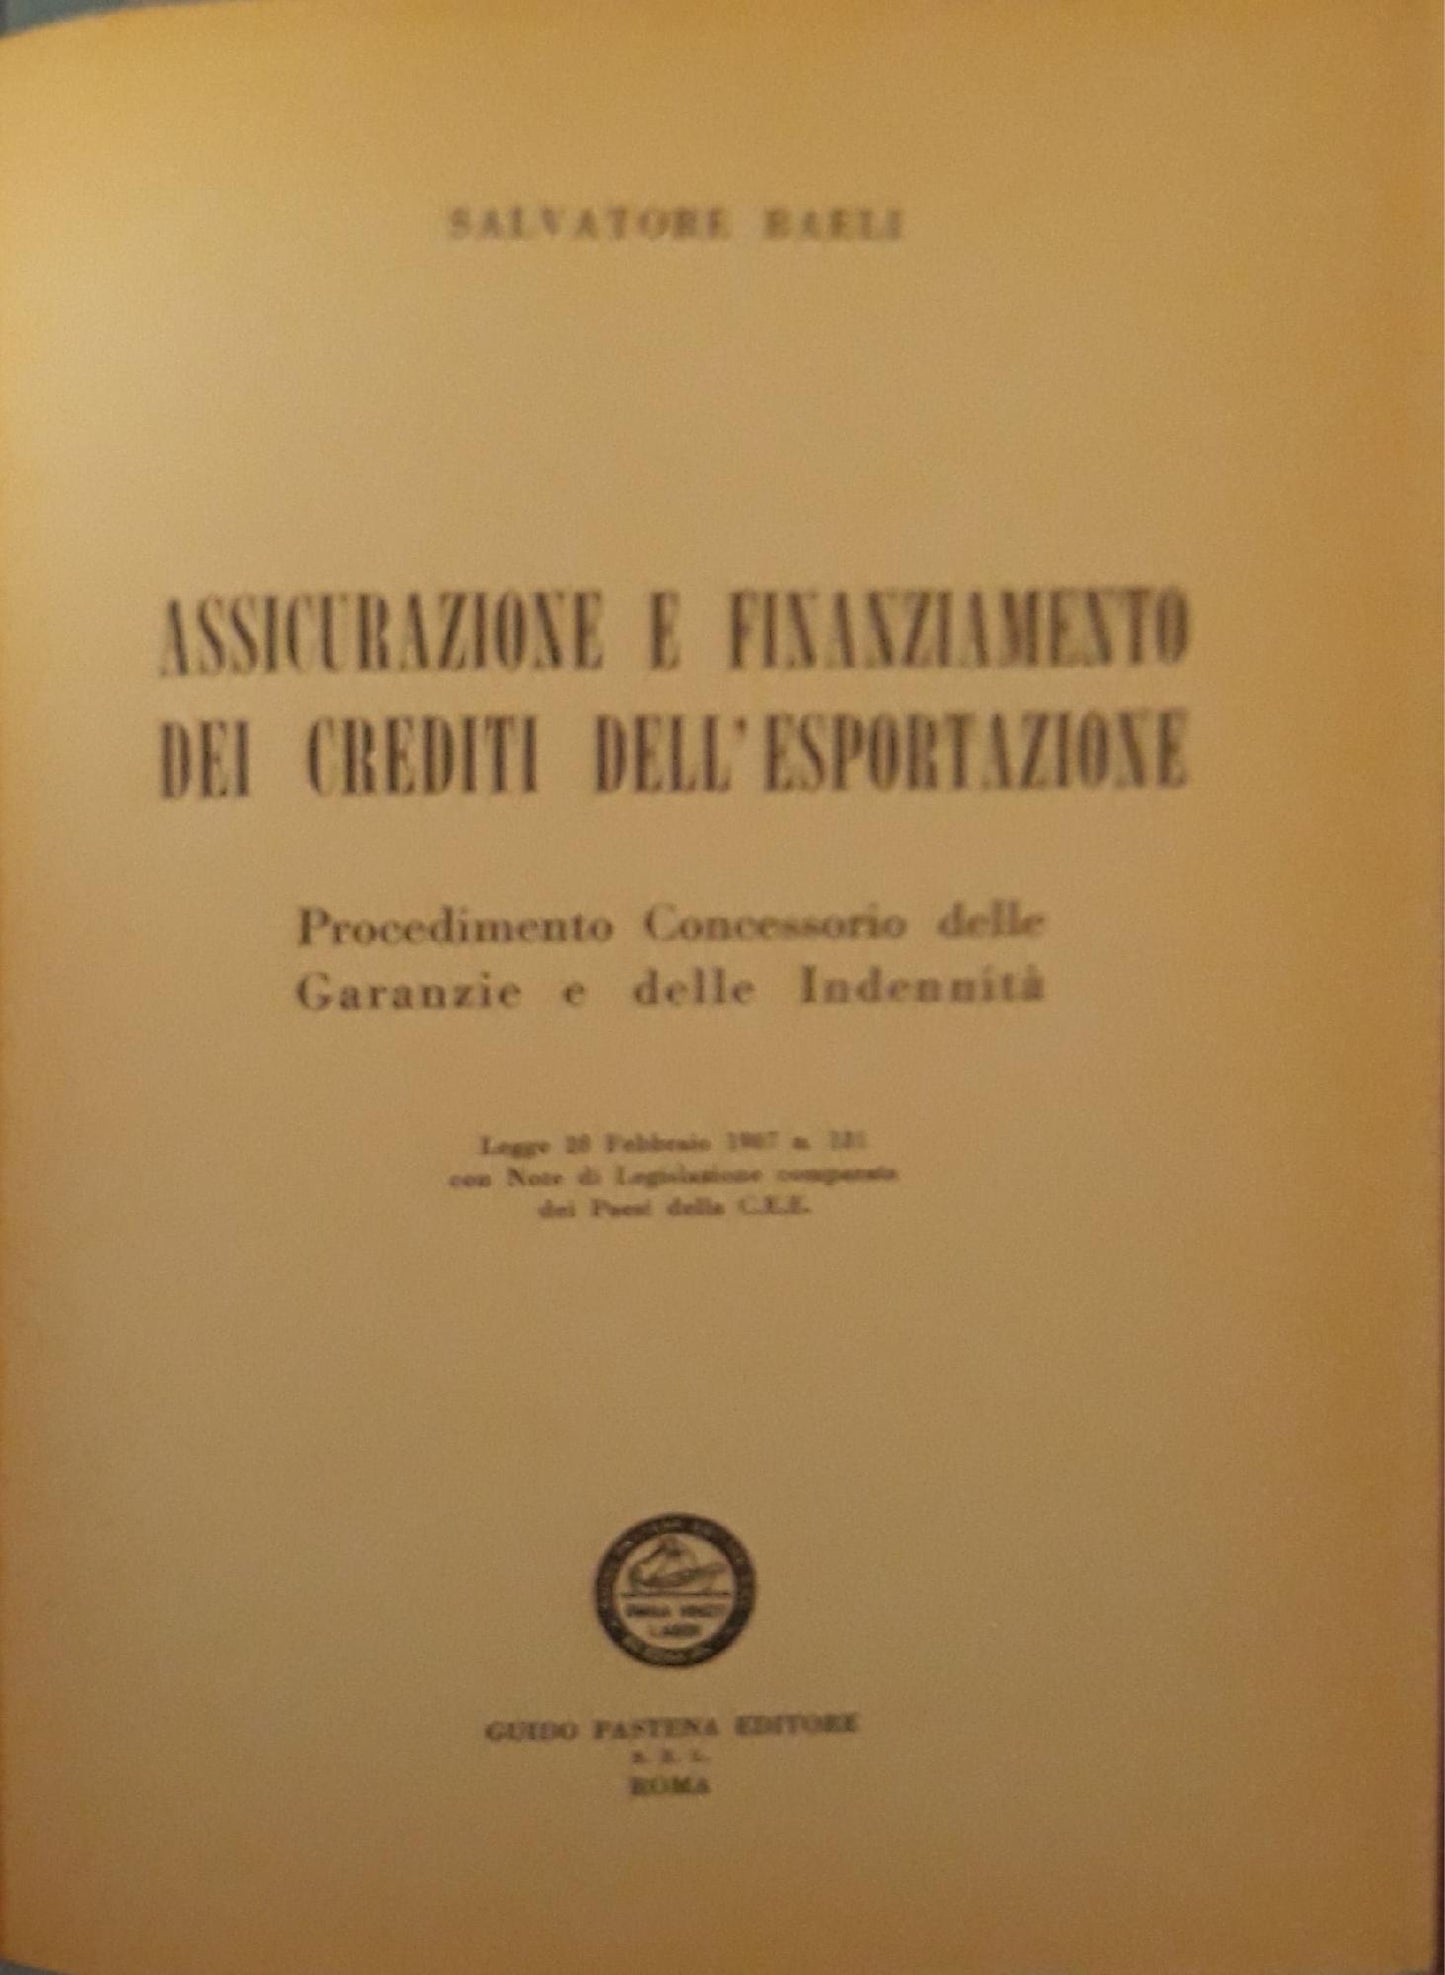 SALVATORE BAELI
ASSICURAZIONE E FINANZIAMENTO
DEI CREDITI DELL'ESPORTAZIONE
Procedimento Concessorio delle
Garanzie e delle Indennità
Legge 28 Febbraio 1967 n. 131
con Note di Legislazione comparata
dei Paesi della C.E.E.
GUIDO PASTENA EDITORE
S. R. L.
ROMA